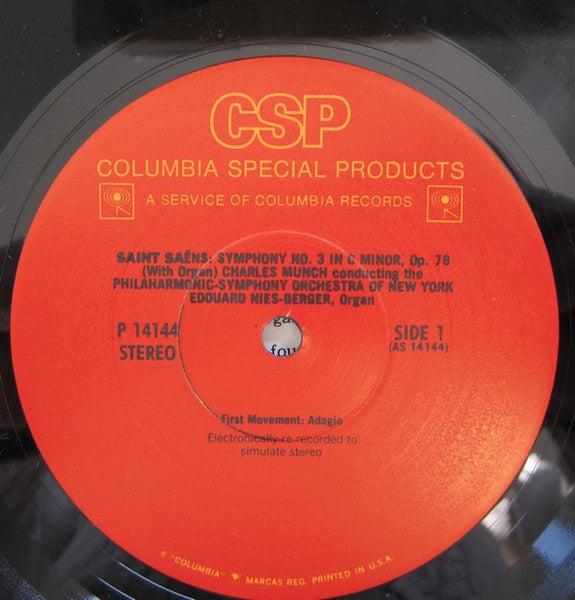 CSP
COLUMBIA SPECIAL PRODUCTS
A SERVICE OF COLUMBIA RECORDS
SAINT SAËNS: SYMPHONY NO. 3 IN C MINOR, Op. 78
(With Organ) CHARLES MUNCH conducting the
PHILAHARMONIC-SYMPHONY ORCHESTRA OF NEW YORK
EDOUARD NIES-BERGER, Organ
P 14144
STEREO
SIDE 1
(AS 14144)
fou
First Movement: Adagio
Electronically re recorded to
simulate stereo
® "COLUMBIA" MARCAS REG. PRINTED IN U.S.A.